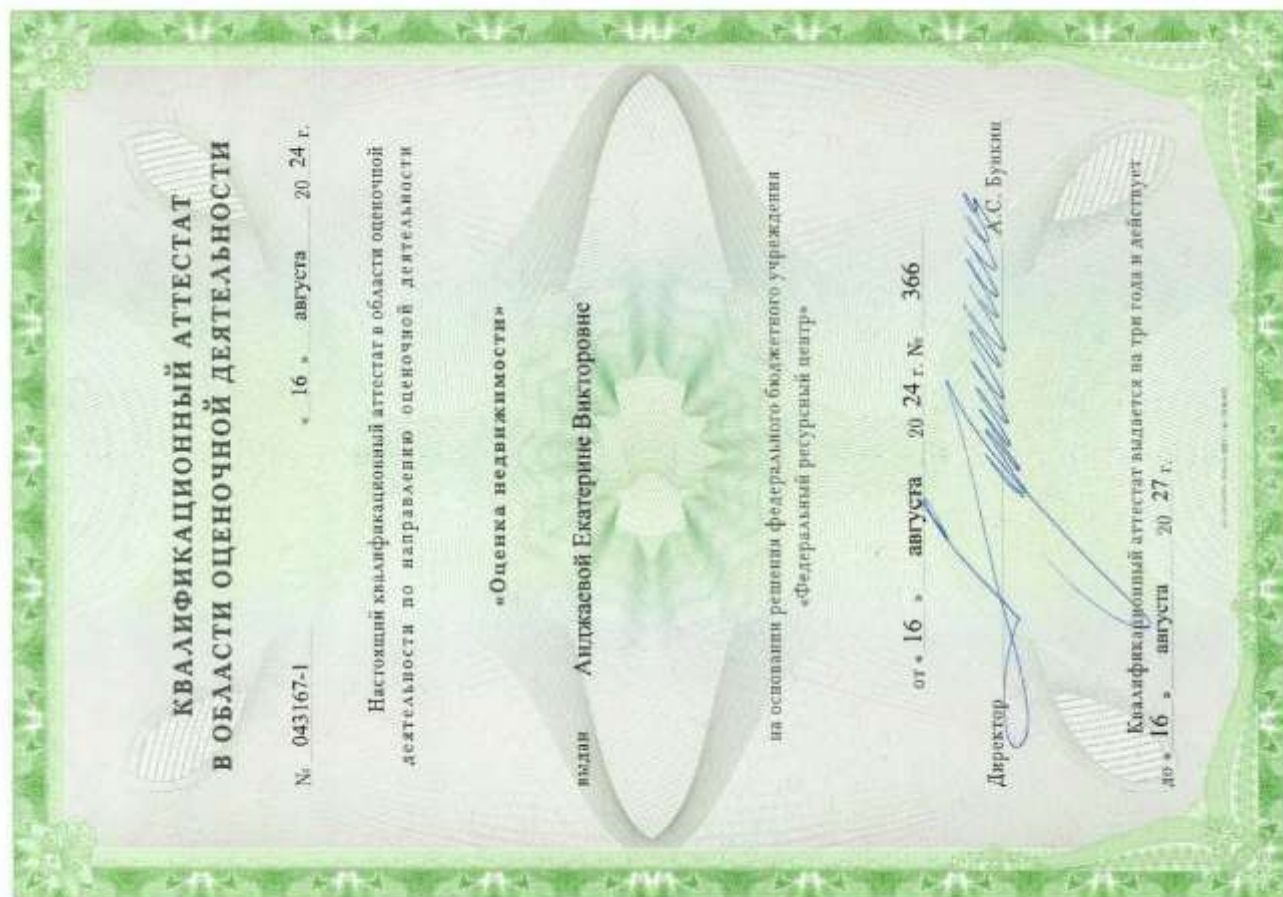 КВАЛИФИКАЦИОННЫЙ АТТЕСТАТ
В ОБЛАСТИ ОЦЕНОЧНОЙ ДЕЯТЕЛЬНОСТИ
№ 043167-1 « 16 » августа 20 24 г.
Настоящий квалификационный аттестат в области оценочной
деятельности по направлению оценочной деятельности
«Оценка недвижимости»
выдан Анджаевой Екатерине Викторовне
на основании решения федерального бюджетного учреждения
«Федеральный ресурсный центр»
от « 16 » августа 20 24 г. № 366
Директор А.С. Бункин
Квалификационный аттестат выдается на три года и действует
до « 16 » августа 20 27 г.